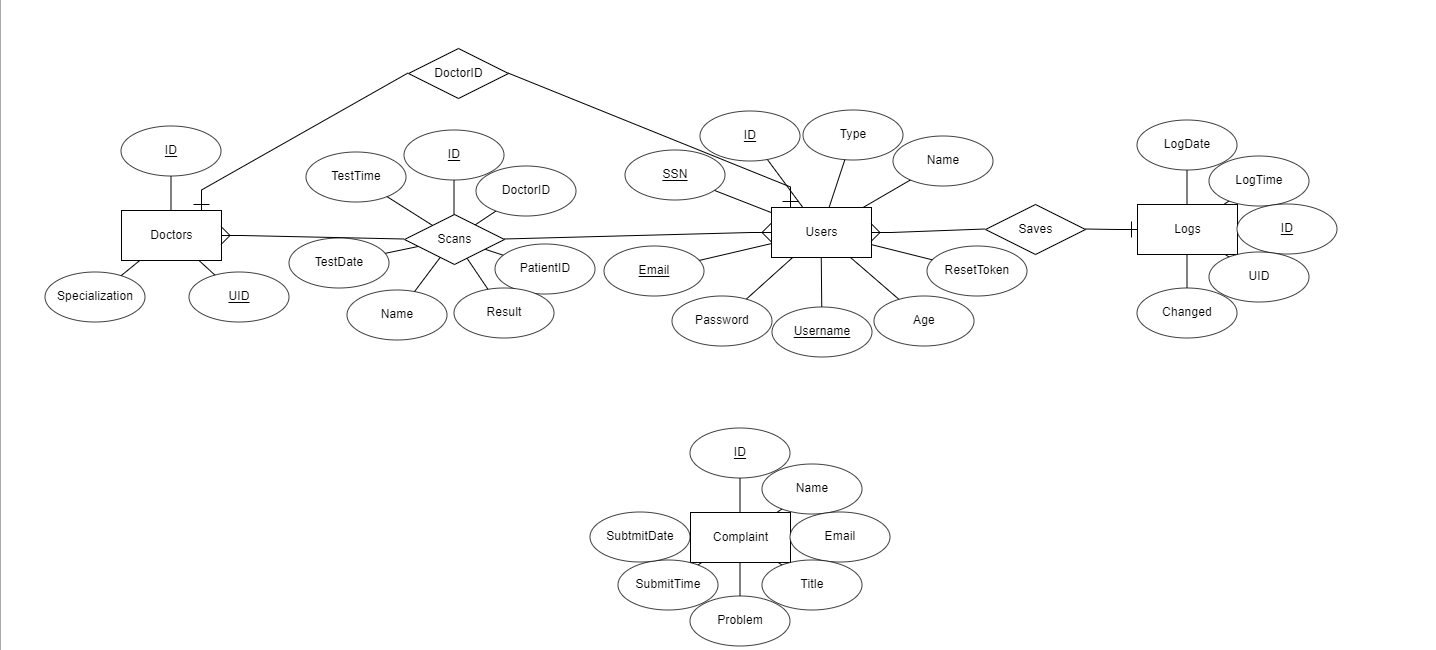 DoctorID
ID
Specialization
UID
Doctors
TestTime
ID
DoctorID
Scans
TestDate
PatientID
Name
Result
SSN
ID
Type
Name
Users
Email
Password
Username
Age
ResetToken
Saves
LogDate
LogTime
Logs
ID
UID
Changed
ID
Name
SubtmitDate
Complaint
Email
SubmitTime
Title
Problem